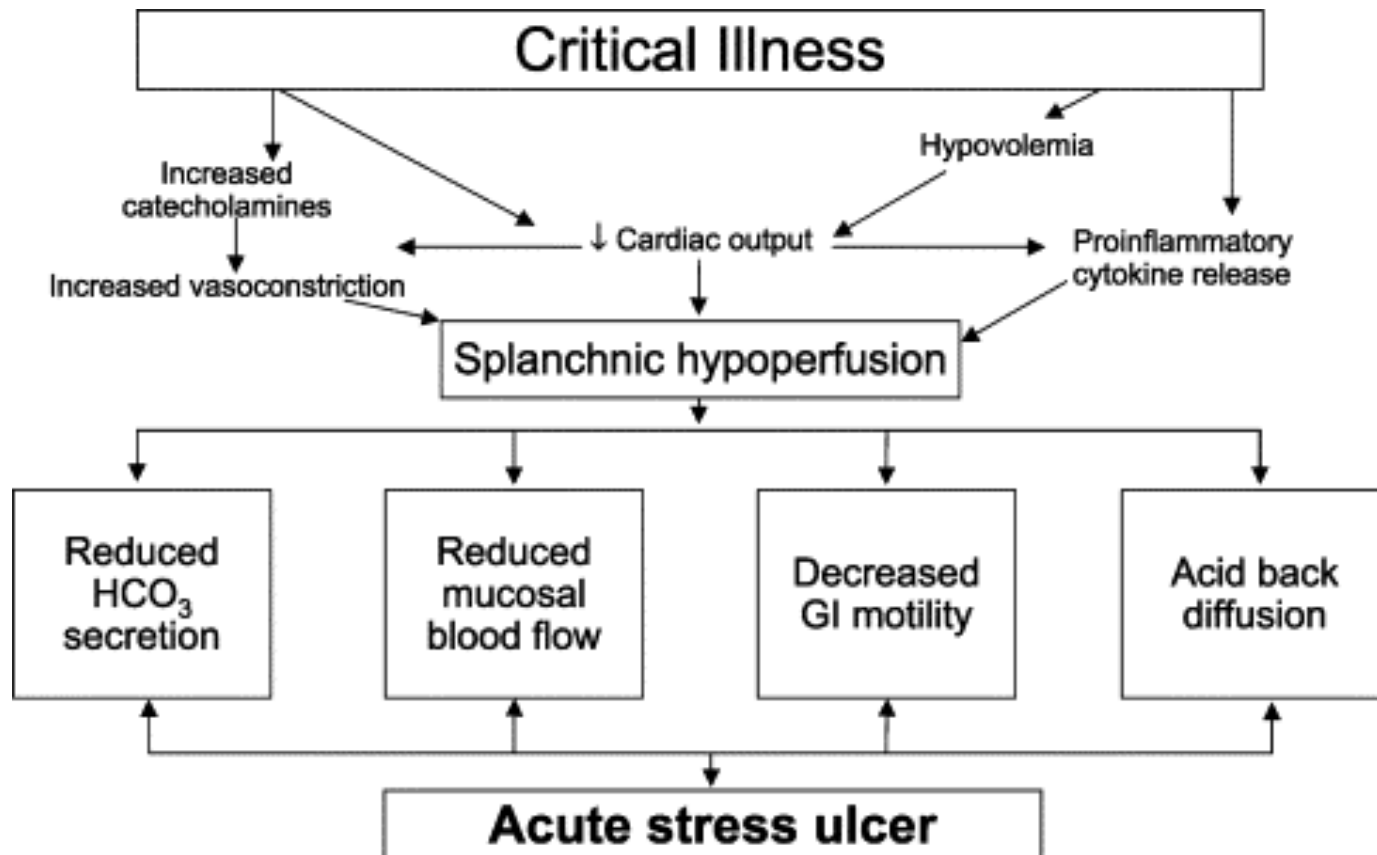 Critical Illness
Hypovolemia
Increased
catecholamines
↓ Cardiac output
Proinflammatory
cytokine release
Increased vasoconstriction
Splanchnic hypoperfusion
Reduced
HCO₃
secretion
Reduced
mucosal
blood flow
Decreased
GI motility
Acid back
diffusion
Acute stress ulcer